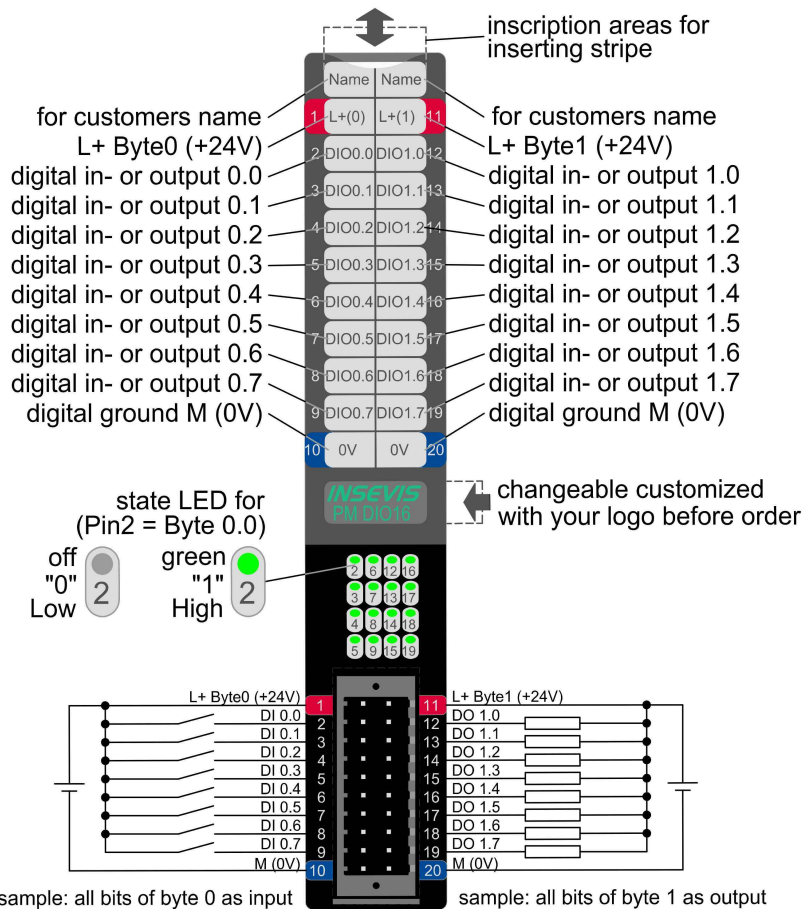 inscription areas for
inserting stripe
Name Name
for customers name
for customers name
1 L+(0) L+(1) 11
L+ Byte0 (+24V)
L+ Byte1 (+24V)
2 DIO0.0 DIO1.0 12
digital in- or output 0.0
digital in- or output 1.0
3 DIO0.1 DIO1.1 13
digital in- or output 0.1
digital in- or output 1.1
4 DIO0.2 DIO1.2 14
digital in- or output 0.2
digital in- or output 1.2
5 DIO0.3 DIO1.3 15
digital in- or output 0.3
digital in- or output 1.3
6 DIO0.4 DIO1.4 16
digital in- or output 0.4
digital in- or output 1.4
7 DIO0.5 DIO1.5 17
digital in- or output 0.5
digital in- or output 1.5
8 DIO0.6 DIO1.6 18
digital in- or output 0.6
digital in- or output 1.6
9 DIO0.7 DIO1.7 19
digital in- or output 0.7
digital in- or output 1.7
digital ground M (0V)
digital ground M (0V)
10 0V 0V 20
INSEVIS
PM DIO16
changeable customized
with your logo before order
state LED for
(Pin2 = Byte 0.0)
off
"0"
Low
2
green
"1"
High
2
2 6 12 16
3 7 13 17
4 8 14 18
5 9 15 19
L+ Byte0 (+24V) 1 11 L+ Byte1 (+24V)
DI 0.0 2 12 DO 1.0
DI 0.1 3 13 DO 1.1
DI 0.2 4 14 DO 1.2
DI 0.3 5 15 DO 1.3
DI 0.4 6 16 DO 1.4
DI 0.5 7 17 DO 1.5
DI 0.6 8 18 DO 1.6
DI 0.7 9 19 DO 1.7
M (0V) 10 20 M (0V)
sample: all bits of byte 0 as input
sample: all bits of byte 1 as output